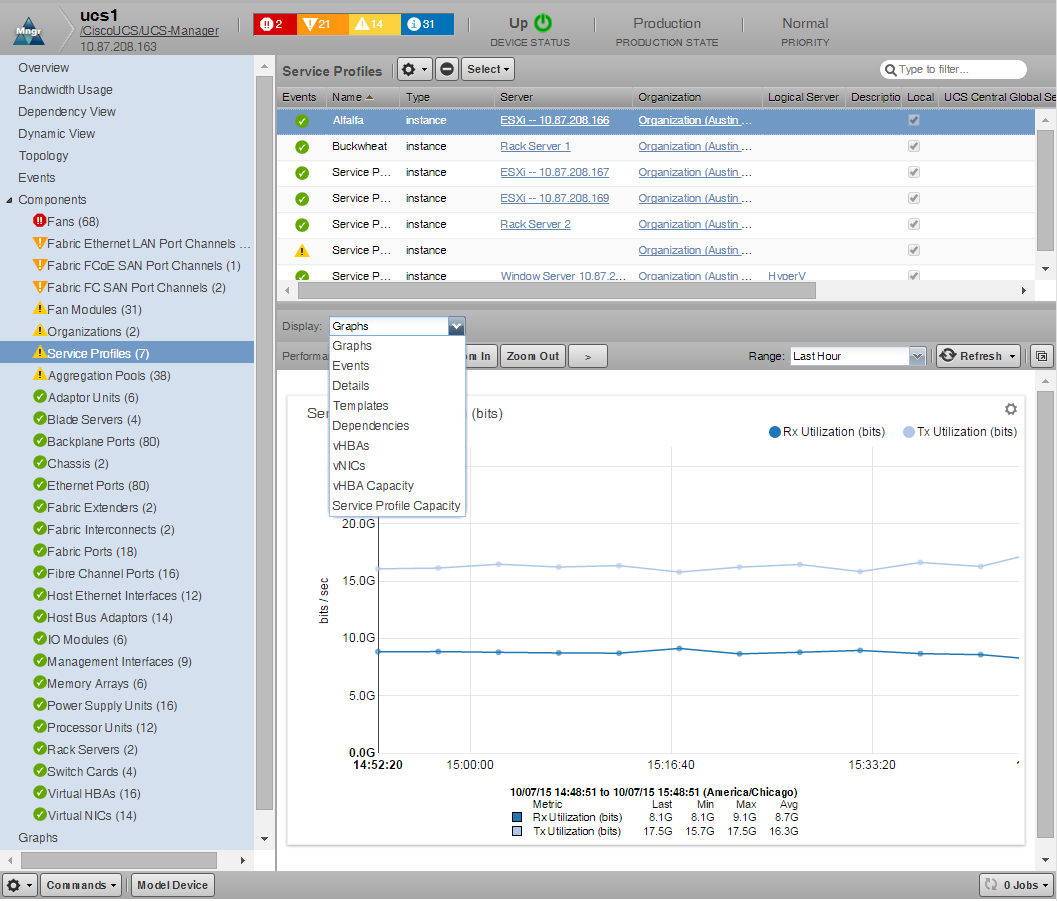 Mngr
ucs1
/CiscoUCS/UCS-Manager
10.87.208.163
2 21 14 31
Up
DEVICE STATUS
Production
PRODUCTION STATE
Normal
PRIORITY
Overview
Bandwidth Usage
Dependency View
Dynamic View
Topology
Events
Components
Fans (68)
Fabric Ethernet LAN Port Channels ...
Fabric FCoE SAN Port Channels (1)
Fabric FC SAN Port Channels (2)
Fan Modules (31)
Organizations (2)
Service Profiles (7)
Aggregation Pools (38)
Adaptor Units (6)
Blade Servers (4)
Backplane Ports (80)
Chassis (2)
Ethernet Ports (80)
Fabric Extenders (2)
Fabric Interconnects (2)
Fabric Ports (18)
Fibre Channel Ports (16)
Host Ethernet Interfaces (12)
Host Bus Adaptors (14)
IO Modules (6)
Management Interfaces (9)
Memory Arrays (6)
Power Supply Units (16)
Processor Units (12)
Rack Servers (2)
Switch Cards (4)
Virtual HBAs (16)
Virtual NICs (14)
Graphs
Service Profiles
Select
Type to filter...
Events Name Type Server Organization Logical Server Descriptio Local UCS Central Global Se
Alfalfa instance ESXi -- 10.87.208.166 Organization (Austin ...
Buckwheat instance Rack Server 1 Organization (Austin ...
Service P... instance ESXi -- 10.87.208.167 Organization (Austin ...
Service P... instance ESXi -- 10.87.208.169 Organization (Austin ...
Service P... instance Rack Server 2 Organization (Austin ...
Service P... instance Organization (Austin ...
Service P... instance Window Server 10.87.2... Organization (Austin ... HyperV
Display: Graphs
Graphs
Events
Details
Templates
Dependencies
vHBAs
vNICs
vHBA Capacity
Service Profile Capacity
Performa
m In
Zoom Out
>
Range: Last Hour
Refresh
Ser
(bits)
Rx Utilization (bits) Tx Utilization (bits)
20.0G
15.0G
10.0G
5.0G
0.0G
bits / sec
14:52:20 15:00:00 15:16:40 15:33:20
10/07/15 14:48:51 to 10/07/15 15:48:51 (America/Chicago)
Metric Last Min Max Avg
Rx Utilization (bits) 8.1G 8.1G 9.1G 8.7G
Tx Utilization (bits) 17.5G 15.7G 17.5G 16.3G
Commands
Model Device
0 Jobs